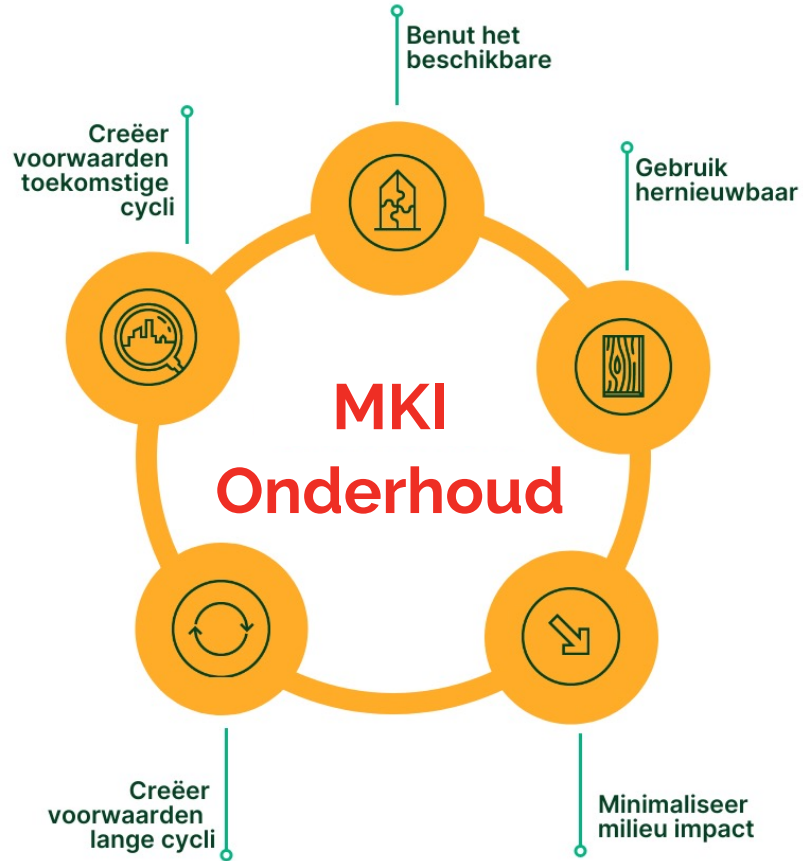 Benut het
beschikbare
Creëer
voorwaarden
toekomstige
cycli
Gebruik
hernieuwbaar
MKI
Onderhoud
Creëer
voorwaarden
lange cycli
Minimaliseer
milieu impact